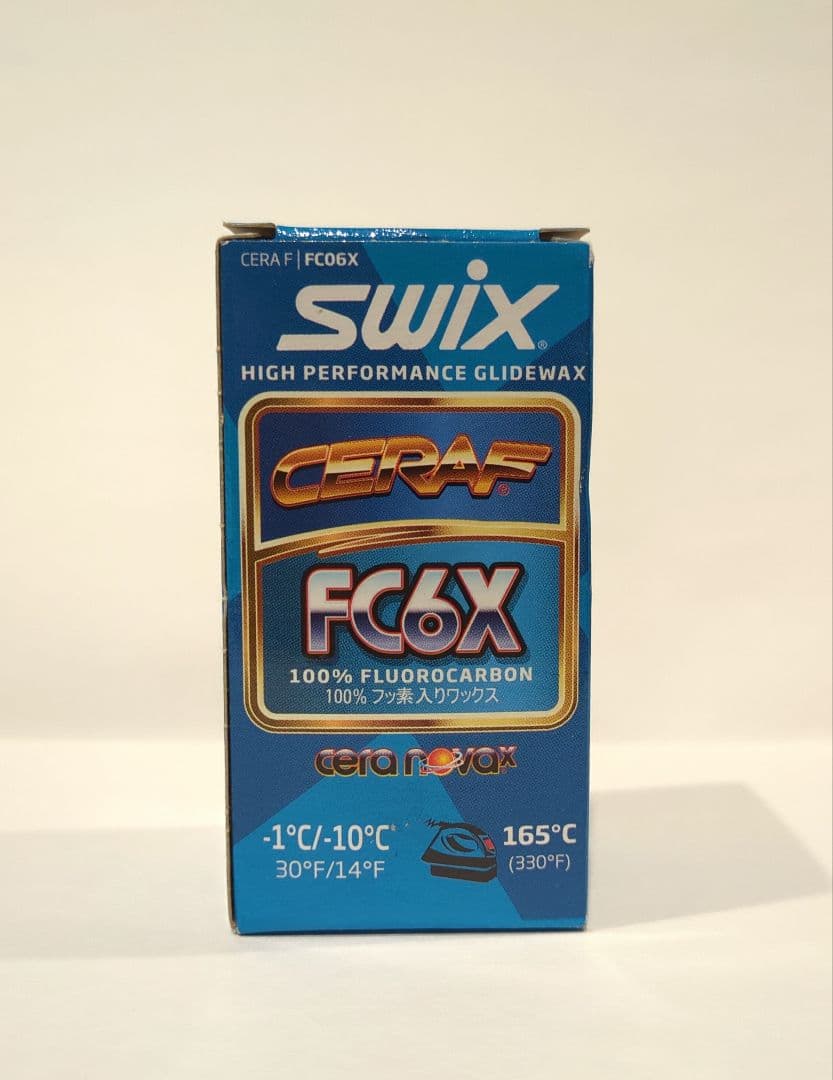 CERA F | FC06X
SWIX®
HIGH PERFORMANCE GLIDEWAX
CERAF®
FC6X
100% FLUOROCARBON
100% フッ素入りワックス
cera novax
-1°C/-10°C
30°F/14°F
165°C
(330°F)